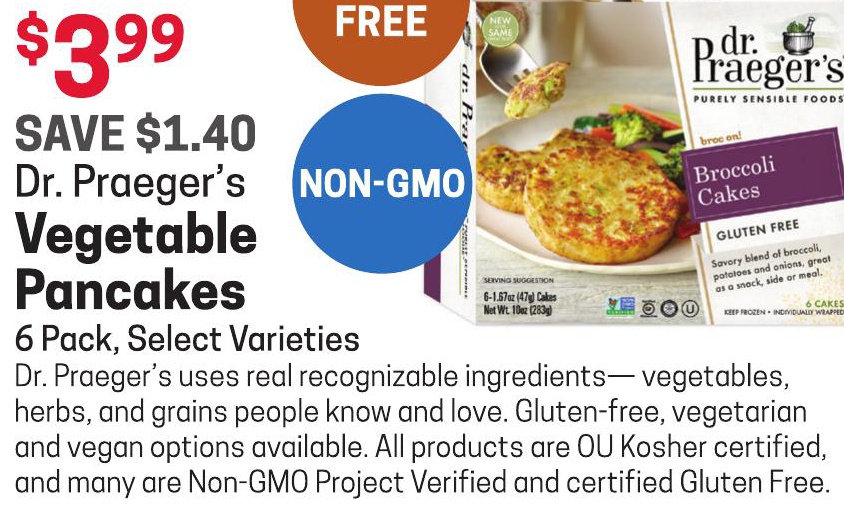 $3.99
SAVE $1.40
Dr. Praeger's
Vegetable
Pancakes
6 Pack, Select Varieties
Dr. Praeger's uses real recognizable ingredients— vegetables,
herbs, and grains people know and love. Gluten-free, vegetarian
and vegan options available. All products are OU Kosher certified,
and many are Non-GMO Project Verified and certified Gluten Free.
FREE
NON-GMO
NEW
SAME
dr. Praeger's
dr.
Praeger's
PURELY SENSIBLE FOODS
broc on!
Broccoli
Cakes
GLUTEN FREE
Savory blend of broccoli,
potatoes and onions, great
as a snack, side or meal.
SERVING SUGGESTION
6-1.67oz (47g) Cakes
Net Wt. 10oz (283g)
6 CAKES
KEEP FROZEN • INDIVIDUALLY WRAPPED